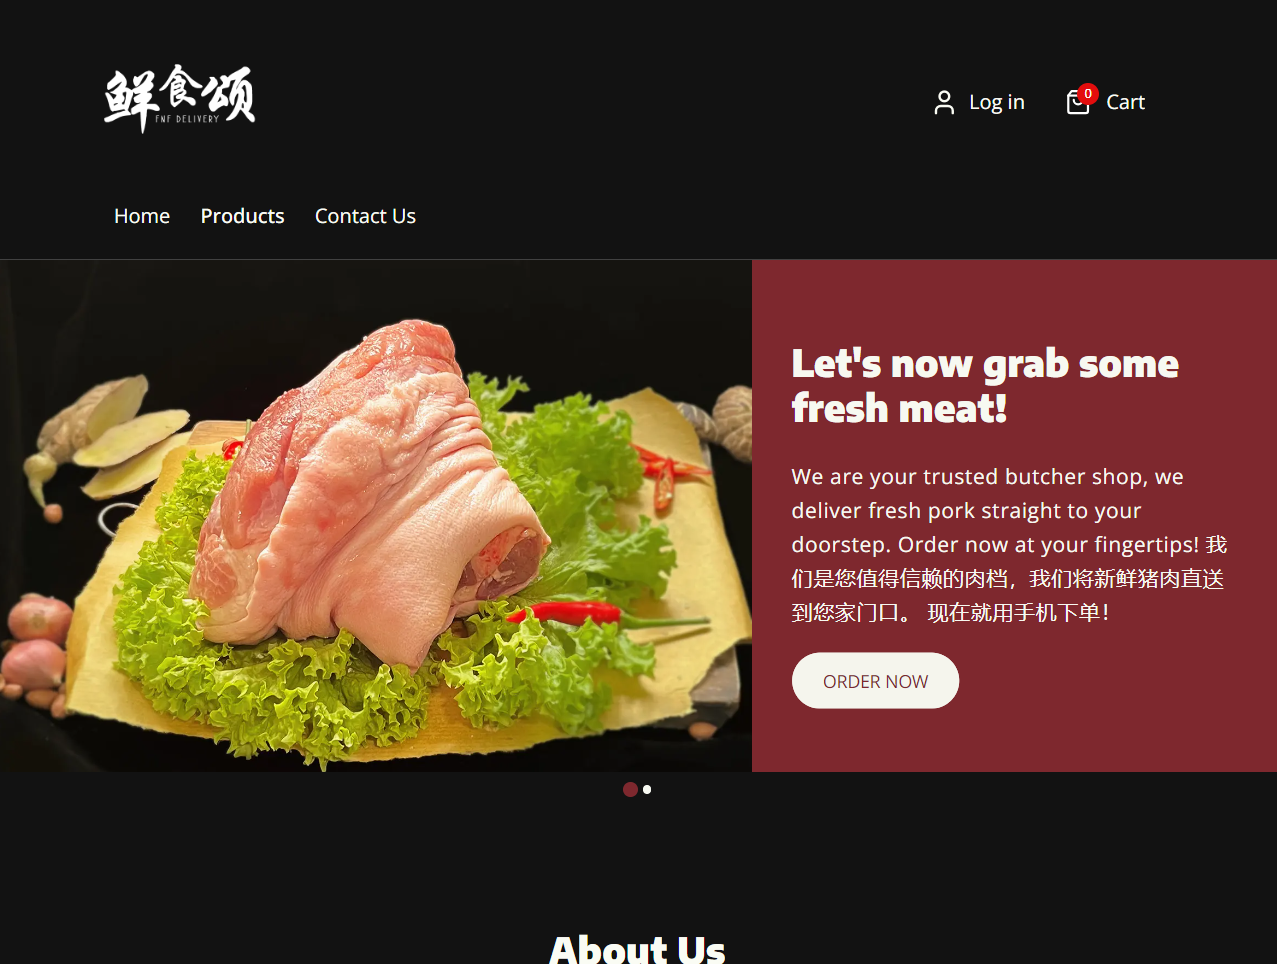 鲜食颂
FNF DELIVERY
Log in
0
Cart
Home
Products
Contact Us
Let's now grab some
fresh meat!
We are your trusted butcher shop, we
deliver fresh pork straight to your
doorstep. Order now at your fingertips! 我
们是您值得信赖的肉档，我们将新鲜猪肉直送
到您家门口。 现在就用手机下单！
ORDER NOW
About Us